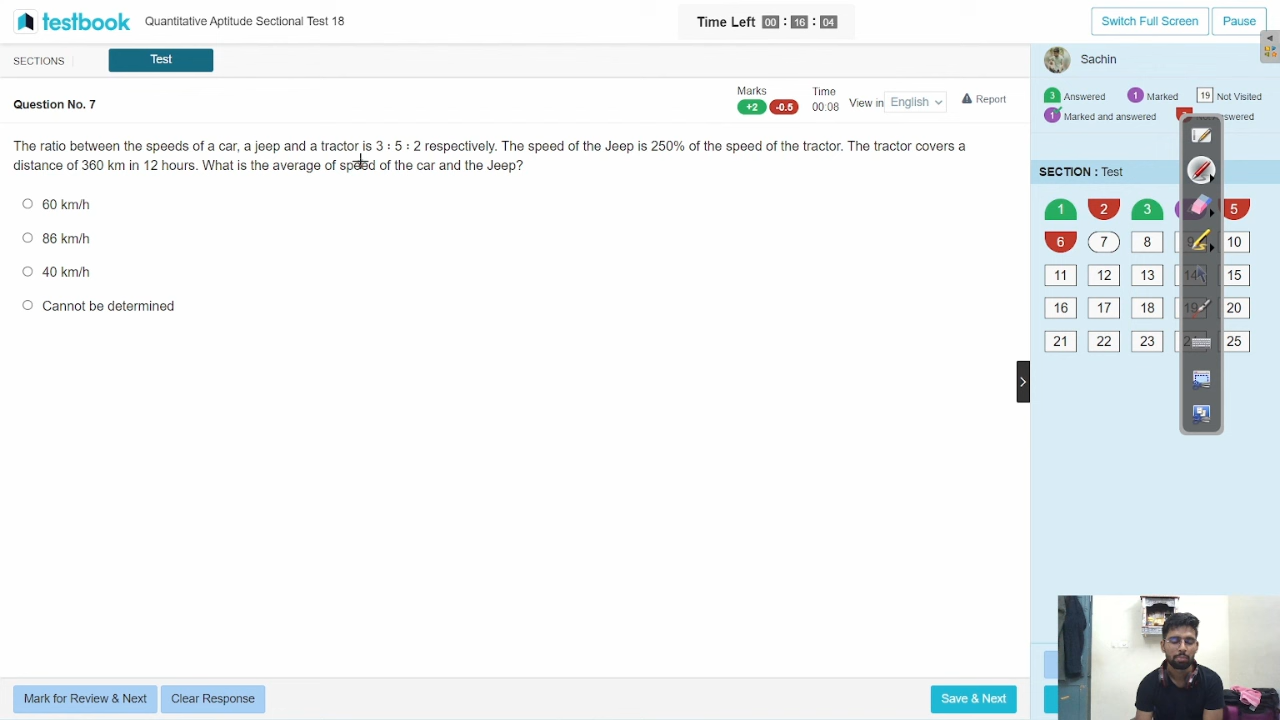 testbook
Quantitative Aptitude Sectional Test 18
Time Left 00 : 16 : 04
Switch Full Screen
Pause
SECTIONS
Test
Sachin
Question No. 7
Marks
+2 -0.5
Time
00:08
View in English
Report
3 Answered
1 Marked
19 Not Visited
1 Marked and answered
The ratio between the speeds of a car, a jeep and a tractor is 3 : 5 : 2 respectively. The speed of the Jeep is 250% of the speed of the tractor. The tractor covers a
distance of 360 km in 12 hours. What is the average of speed of the car and the Jeep?
60 km/h
86 km/h
40 km/h
Cannot be determined
SECTION : Test
1 2 3 5
6 7 8 9 10
11 12 13 14 15
16 17 18 19 20
21 22 23 25
Mark for Review & Next
Clear Response
Save & Next